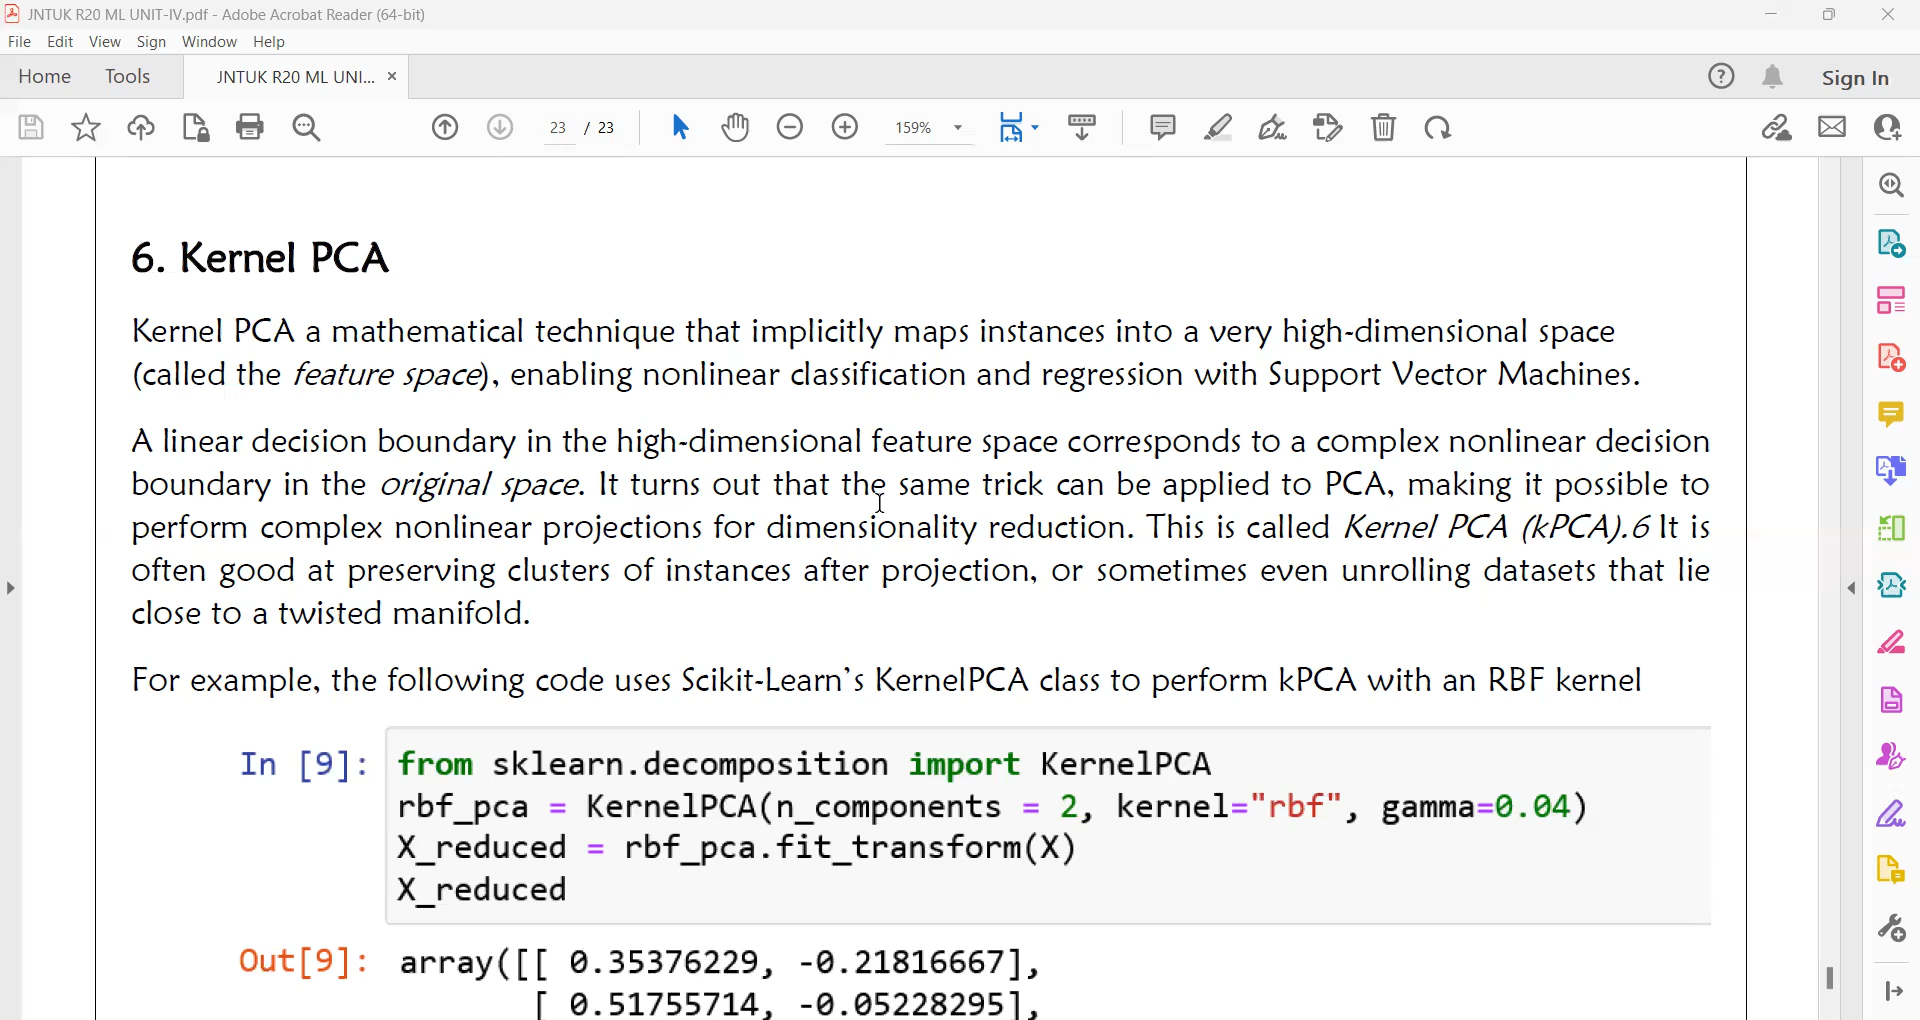 JNTUK R20 ML UNIT-IV.pdf - Adobe Acrobat Reader (64-bit)
File Edit View Sign Window Help
Home Tools JNTUK R20 ML UNI... × Sign In
23 / 23 159%
6. Kernel PCA
Kernel PCA a mathematical technique that implicitly maps instances into a very high-dimensional space
(called the feature space), enabling nonlinear classification and regression with Support Vector Machines.
A linear decision boundary in the high-dimensional feature space corresponds to a complex nonlinear decision
boundary in the original space. It turns out that the same trick can be applied to PCA, making it possible to
perform complex nonlinear projections for dimensionality reduction. This is called Kernel PCA (kPCA).6 It is
often good at preserving clusters of instances after projection, or sometimes even unrolling datasets that lie
close to a twisted manifold.
For example, the following code uses Scikit-Learn's KernelPCA class to perform kPCA with an RBF kernel
In [9]: from sklearn.decomposition import KernelPCA
rbf_pca = KernelPCA(n_components = 2, kernel="rbf", gamma=0.04)
X_reduced = rbf_pca.fit_transform(X)
X_reduced
Out[9]: array([[ 0.35376229, -0.21816667],
[ 0.51755714, -0.05228295],